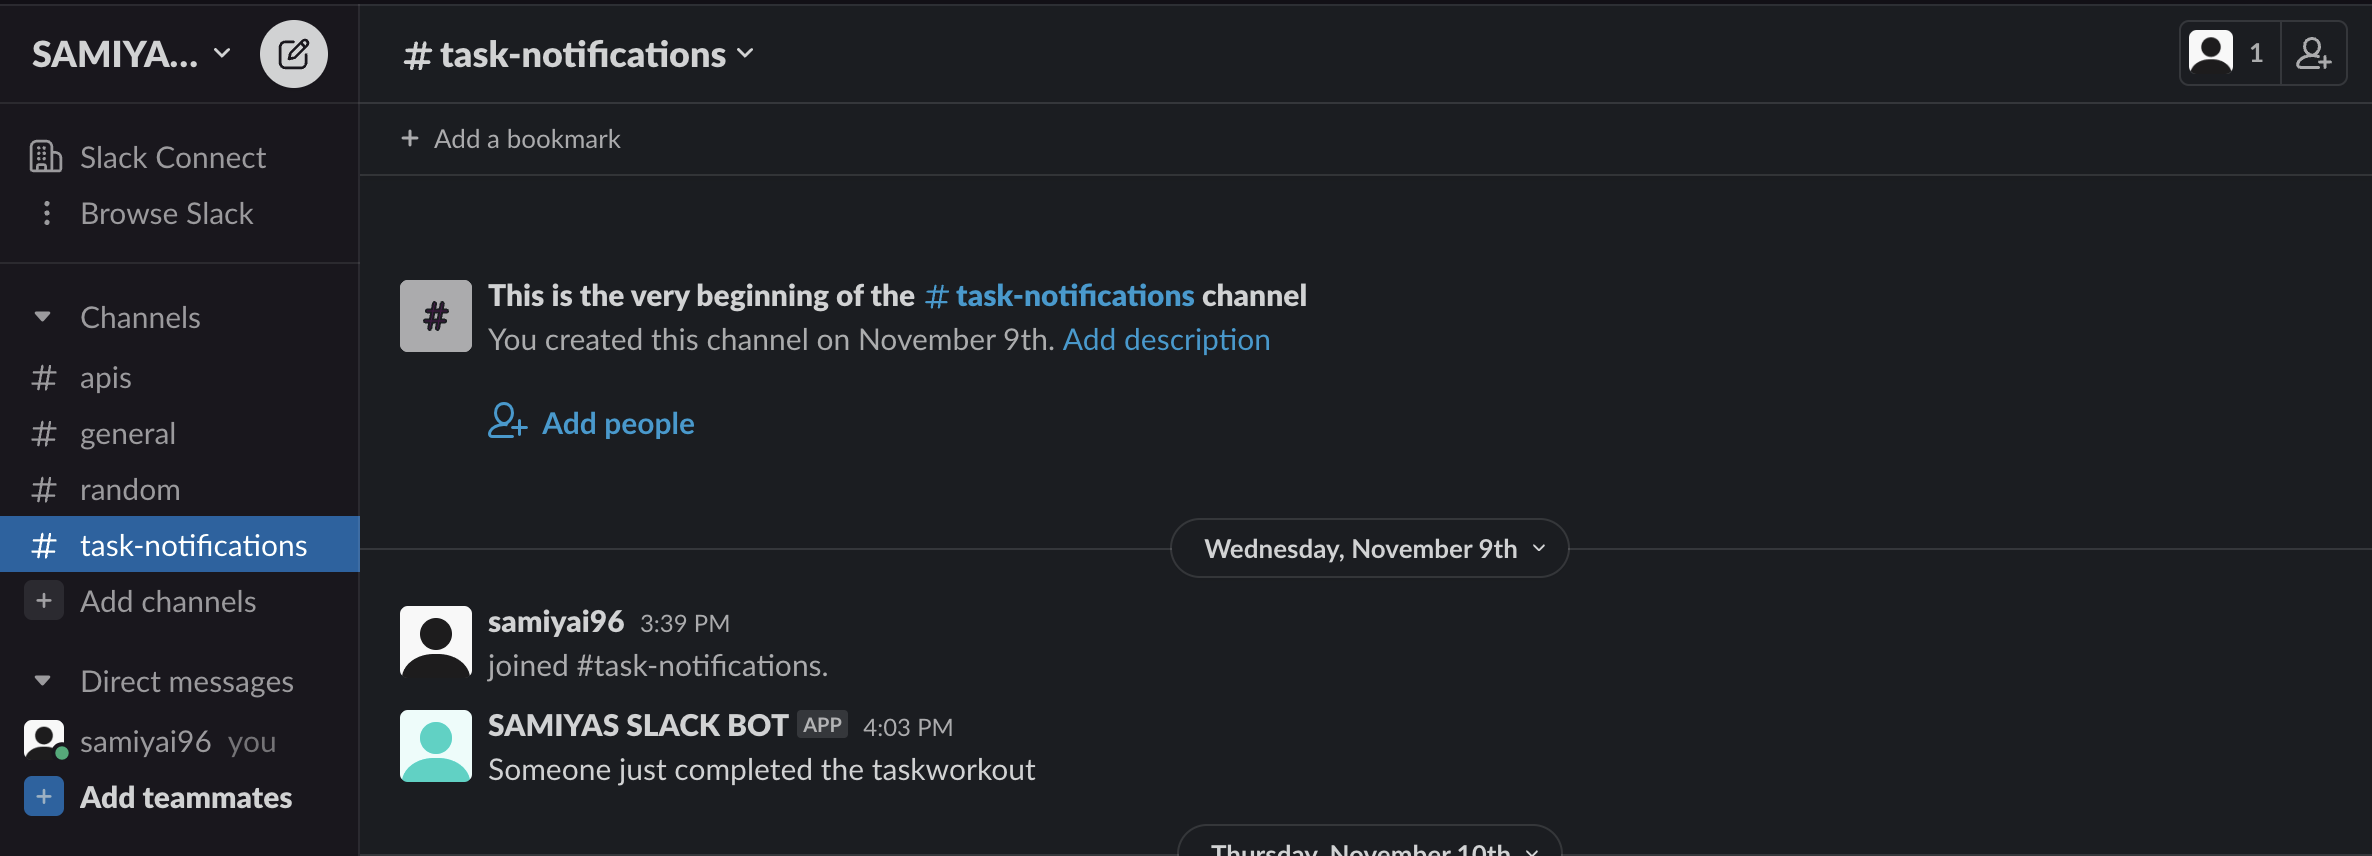 SAMIYA...
Slack Connect
Browse Slack
Channels
# apis
# general
# random
# task-notifications
+ Add channels
Direct messages
samiyai96 you
+ Add teammates
# task-notifications
1
+ Add a bookmark
#
This is the very beginning of the # task-notifications channel
You created this channel on November 9th. Add description
Add people
Wednesday, November 9th
samiyai96 3:39 PM
joined #task-notifications.
SAMIYAS SLACK BOT APP 4:03 PM
Someone just completed the taskworkout
Thursday, November 10th